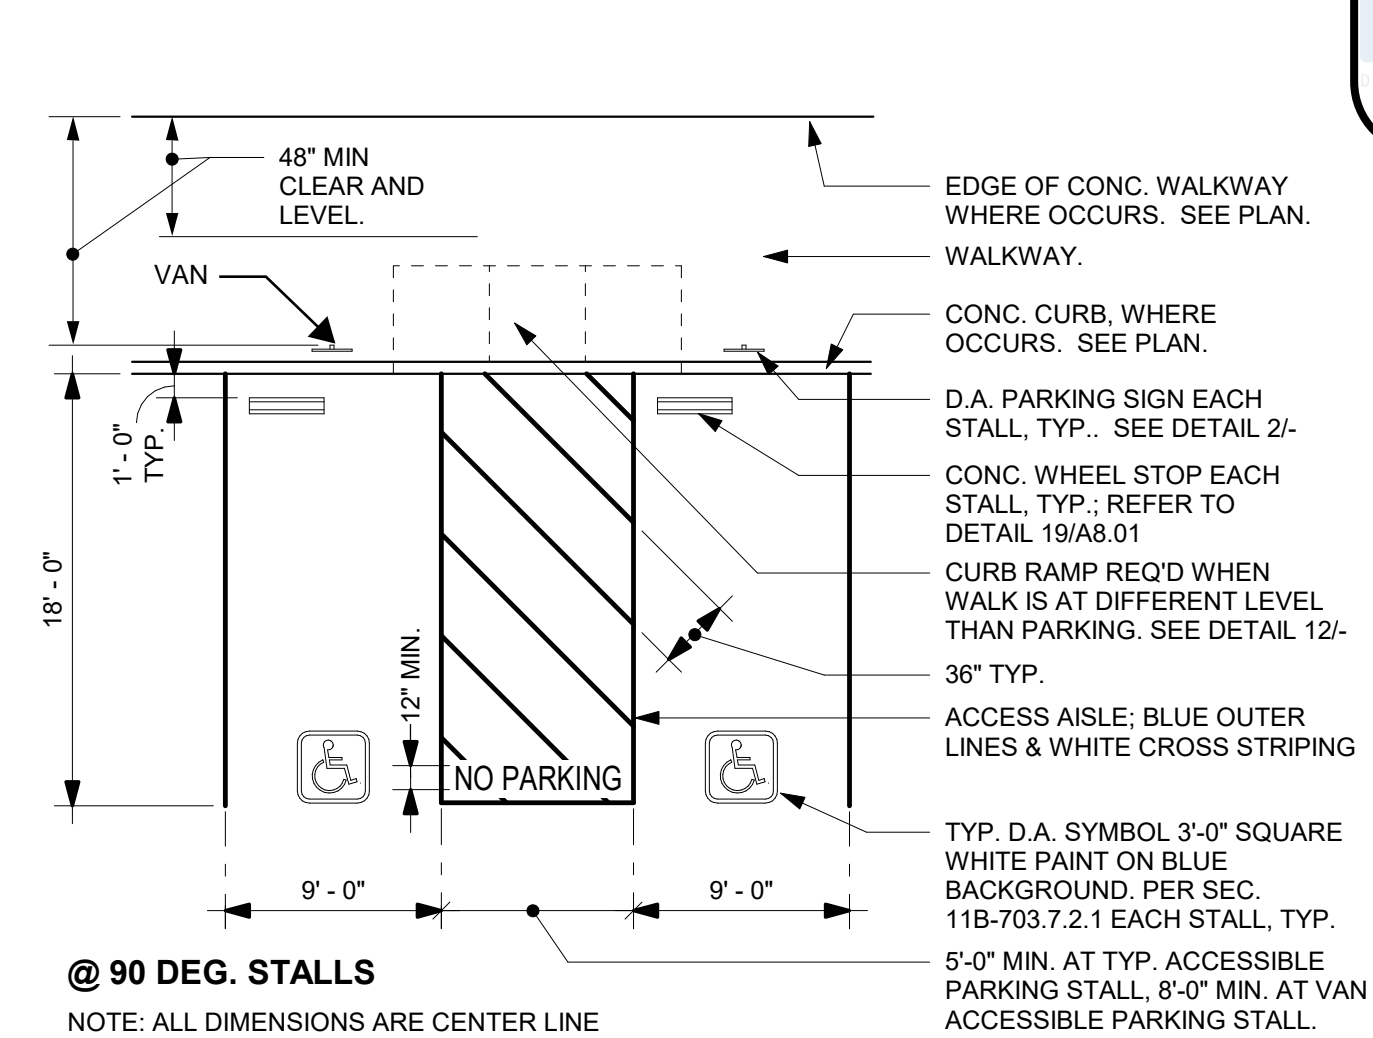 48" MIN
CLEAR AND
LEVEL.
VAN
1' - 0"
TYP.
18' - 0"
12" MIN.
NO PARKING
9' - 0"
9' - 0"
EDGE OF CONC. WALKWAY
WHERE OCCURS.  SEE PLAN.
WALKWAY.
CONC. CURB, WHERE
OCCURS.  SEE PLAN.
D.A. PARKING SIGN EACH
STALL, TYP..  SEE DETAIL 2/-
CONC. WHEEL STOP EACH
STALL, TYP.; REFER TO
DETAIL 19/A8.01
CURB RAMP REQ'D WHEN
WALK IS AT DIFFERENT LEVEL
THAN PARKING. SEE DETAIL 12/-
36" TYP.
ACCESS AISLE; BLUE OUTER
LINES & WHITE CROSS STRIPING
TYP. D.A. SYMBOL 3'-0" SQUARE
WHITE PAINT ON BLUE
BACKGROUND. PER SEC.
11B-703.7.2.1 EACH STALL, TYP.
5'-0" MIN. AT TYP. ACCESSIBLE
PARKING STALL, 8'-0" MIN. AT VAN
ACCESSIBLE PARKING STALL.
@ 90 DEG. STALLS
NOTE: ALL DIMENSIONS ARE CENTER LINE